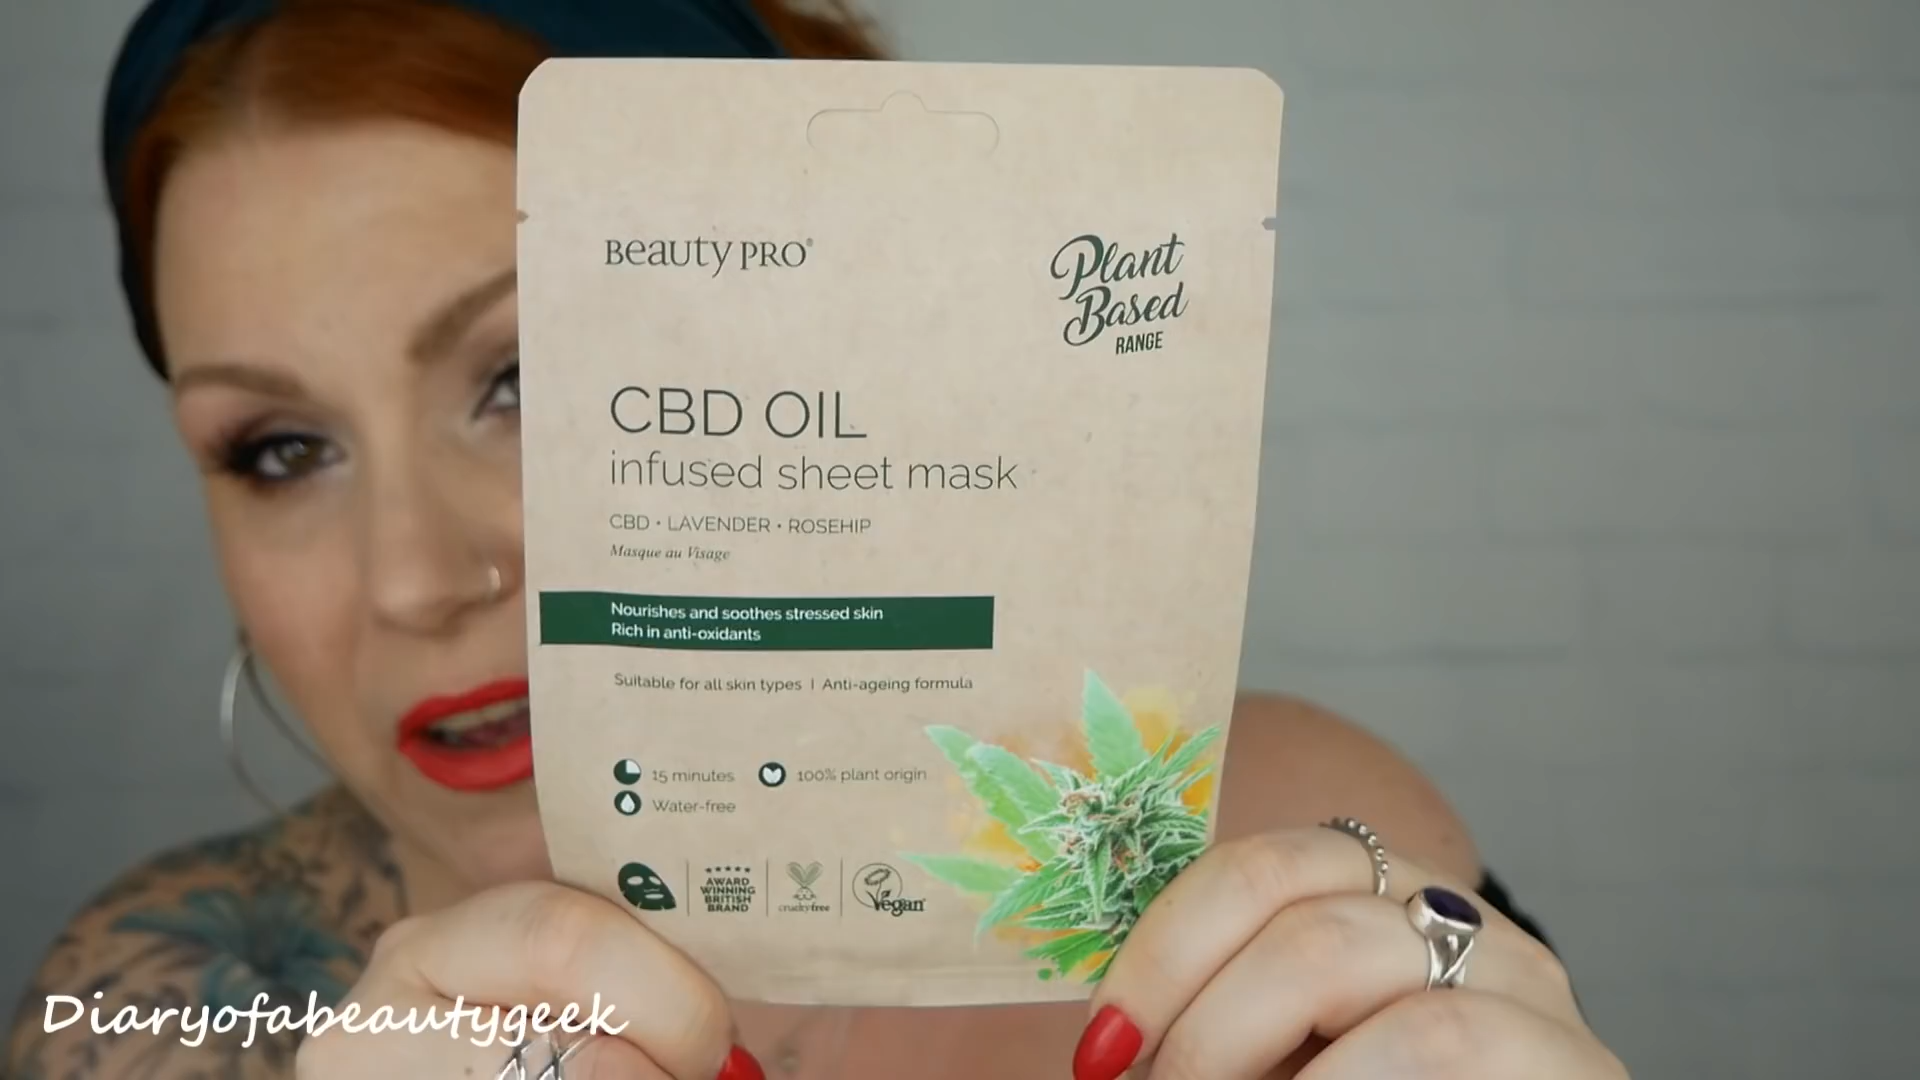 Beauty PRO®
Plant
Based
RANGE
CBD OIL
infused sheet mask
CBD • LAVENDER • ROSEHIP
Masque au Visage
Nourishes and soothes stressed skin
Rich in anti-oxidants
Suitable for all skin types | Anti-ageing formula
15 minutes
100% plant origin
Water-free
AWARD
WINNING
BRITISH
BRAND
crueltyfree
Vegan
Diaryofabeautygeek